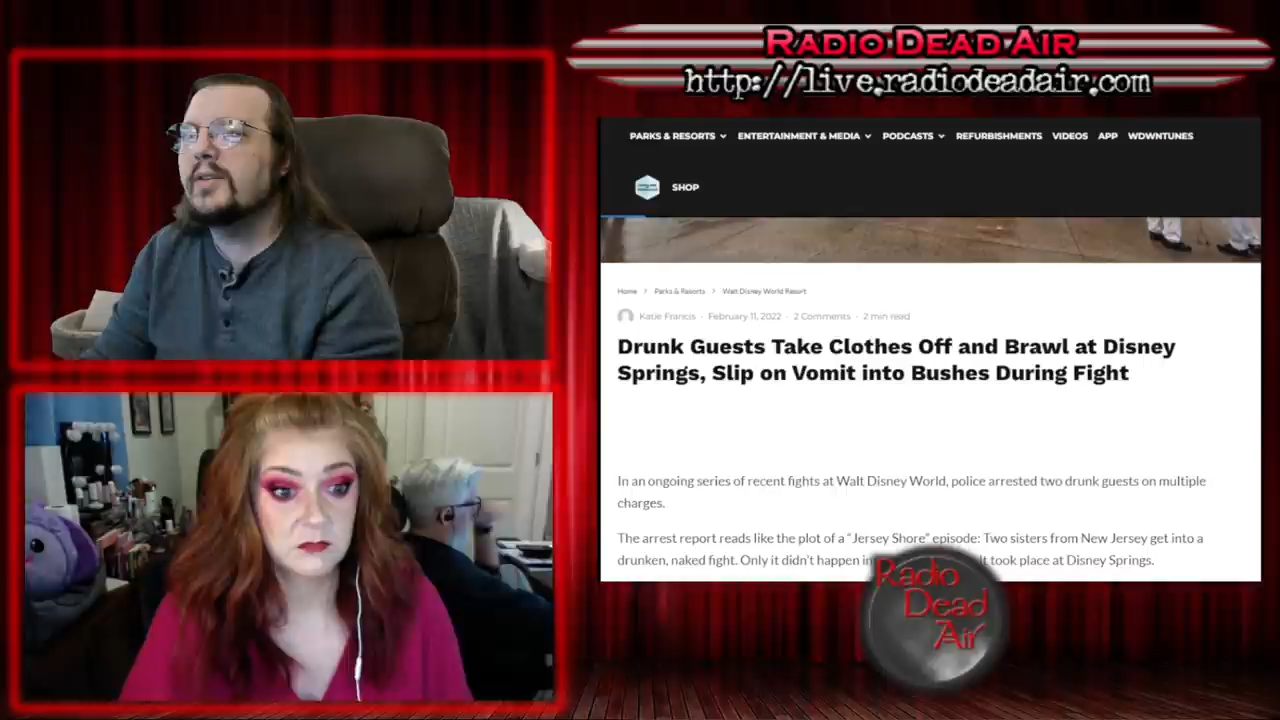 Radio Dead Air
http://live.radiodeadair.com
PARKS & RESORTS ENTERTAINMENT & MEDIA PODCASTS REFURBISHMENTS VIDEOS APP WDWNTUNES
SHOP
Home > Parks & Resorts > Walt Disney World Resort
Katie Francis · February 11, 2022 · 2 Comments · 2 min read
Drunk Guests Take Clothes Off and Brawl at Disney
Springs, Slip on Vomit into Bushes During Fight
In an ongoing series of recent fights at Walt Disney World, police arrested two drunk guests on multiple
charges.
The arrest report reads like the plot of a “Jersey Shore” episode: Two sisters from New Jersey get into a
drunken, naked fight. Only it didn’t happen in It took place at Disney Springs.
Radio
Dead
Air